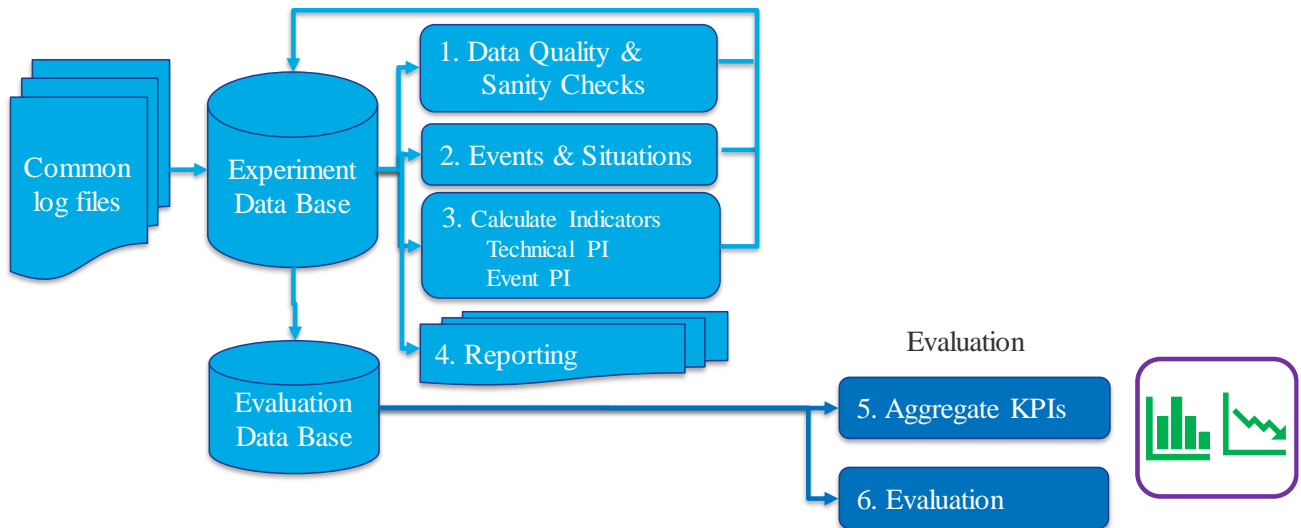 Common
log files
Experiment
Data Base
1. Data Quality &
Sanity Checks
2. Events & Situations
3. Calculate Indicators
Technical PI
Event PI
4. Reporting
Evaluation
Data Base
Evaluation
5. Aggregate KPIs
6. Evaluation